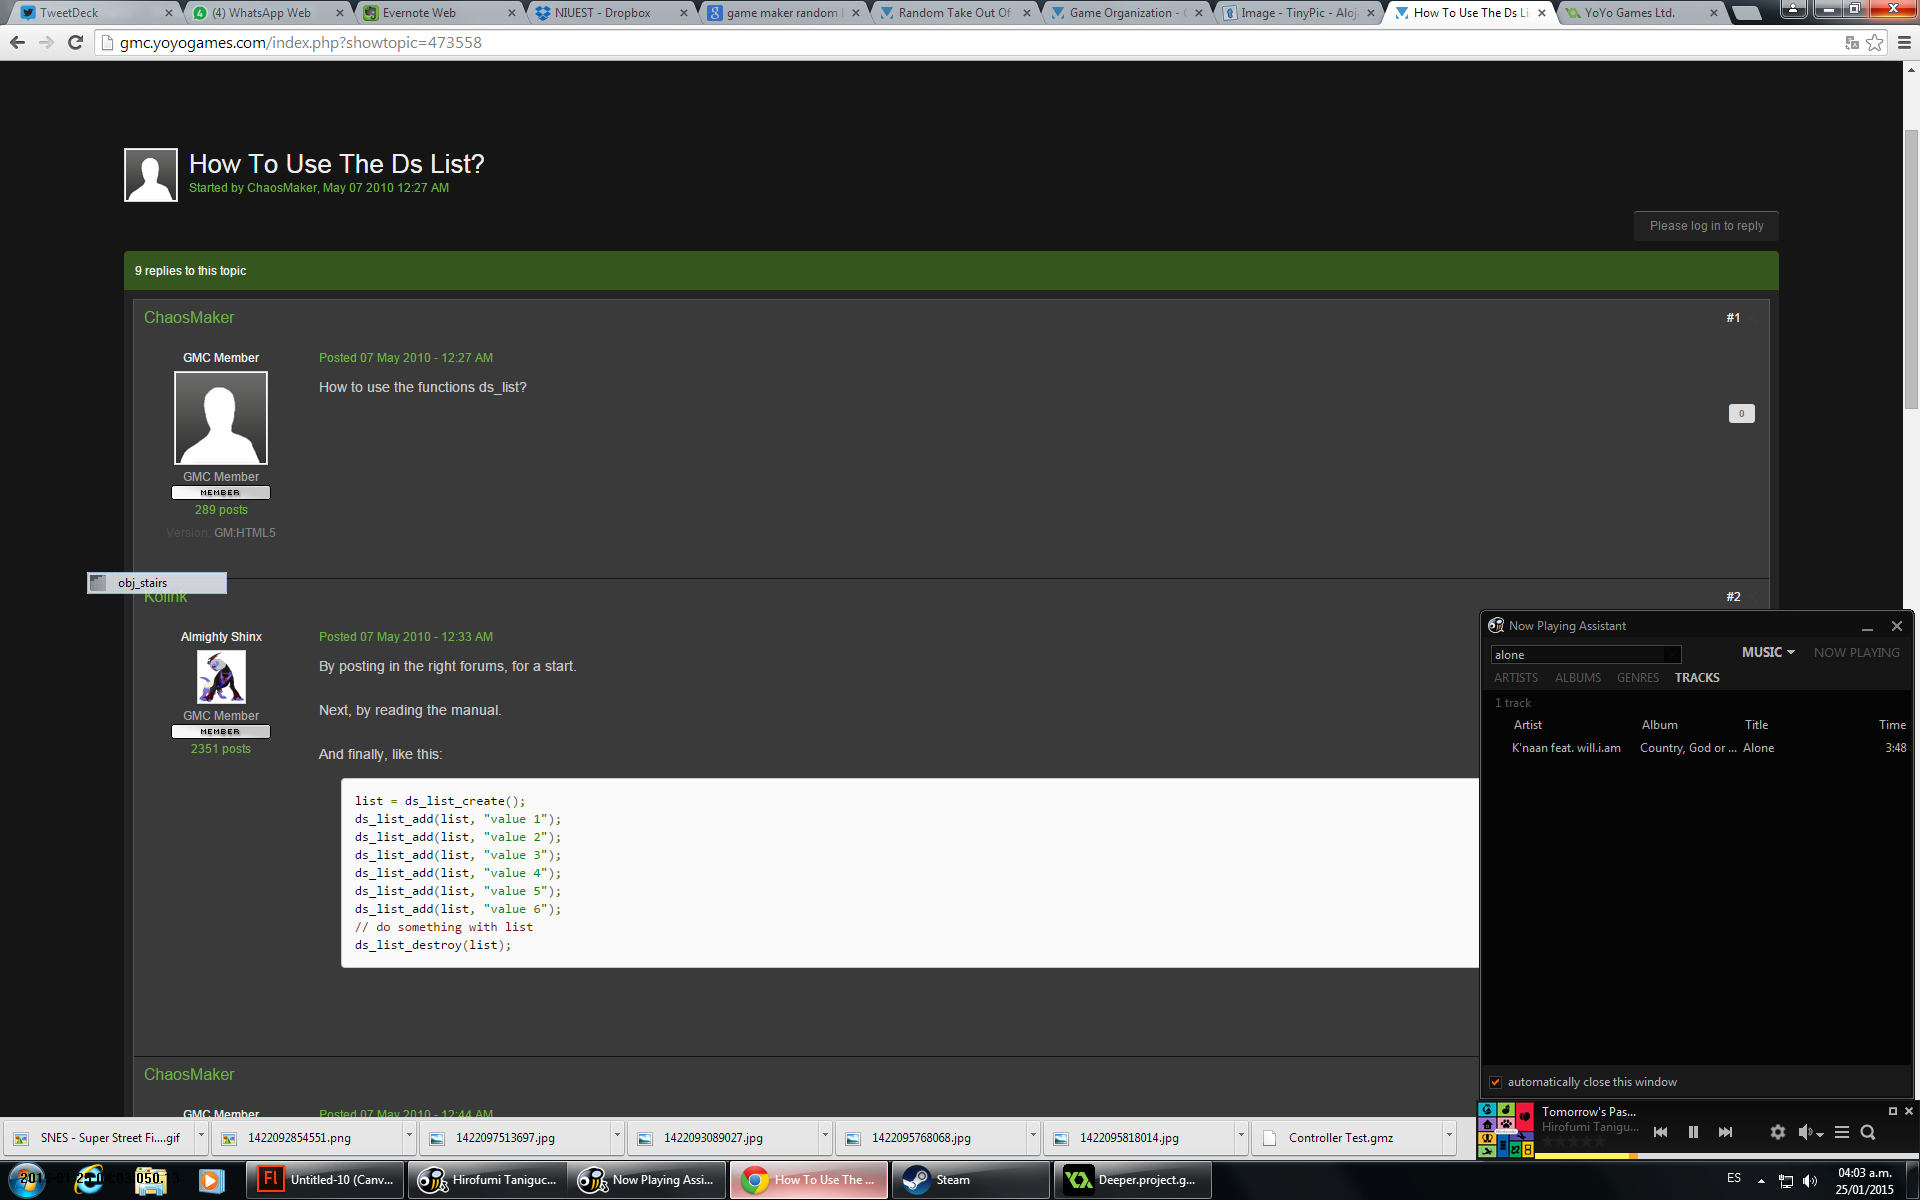 TweetDeck
(4) WhatsApp Web
Evernote Web
NIUEST - Dropbox
game maker random
Random Take Out Of
Game Organization -
Image - TinyPic - Aloj
How To Use The Ds Li
YoYo Games Ltd.
gmc.yoyogames.com/index.php?showtopic=473558
How To Use The Ds List?
Started by ChaosMaker, May 07 2010 12:27 AM
Please log in to reply
9 replies to this topic
ChaosMaker
#1
GMC Member
Posted 07 May 2010 - 12:27 AM
How to use the functions ds_list?
0
GMC Member
MEMBER
289 posts
Version: GM:HTML5
obj_stairs
Kolink
#2
Almighty Shinx
Posted 07 May 2010 - 12:33 AM
By posting in the right forums, for a start.
GMC Member
Next, by reading the manual.
MEMBER
2351 posts
And finally, like this:
list = ds_list_create();
ds_list_add(list, "value 1");
ds_list_add(list, "value 2");
ds_list_add(list, "value 3");
ds_list_add(list, "value 4");
ds_list_add(list, "value 5");
ds_list_add(list, "value 6");
// do something with list
ds_list_destroy(list);
ChaosMaker
GMC Member
Posted 07 May 2010 - 12:44 AM
Now Playing Assistant
alone
MUSIC
NOW PLAYING
ARTISTS ALBUMS GENRES TRACKS
1 track
Artist Album Title Time
K'naan feat. will.i.am Country, God or ... Alone 3:48
automatically close this window
Tomorrow's Pas...
Hirofumi Tanigu...
SNES - Super Street Fi....gif
1422092854551.png
1422097513697.jpg
1422093089027.jpg
1422095768068.jpg
1422095818014.jpg
Controller Test.gmz
Fl
Untitled-10 (Canv...
Hirofumi Taniguc...
Now Playing Assi...
How To Use The ...
Steam
Deeper.project.g...
ES
04:03 a.m.
25/01/2015